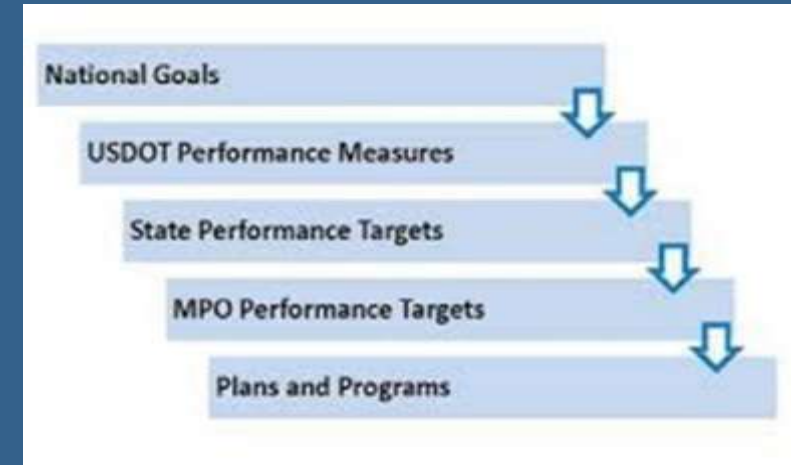 National Goals
USDOT Performance Measures
State Performance Targets
MPO Performance Targets
Plans and Programs